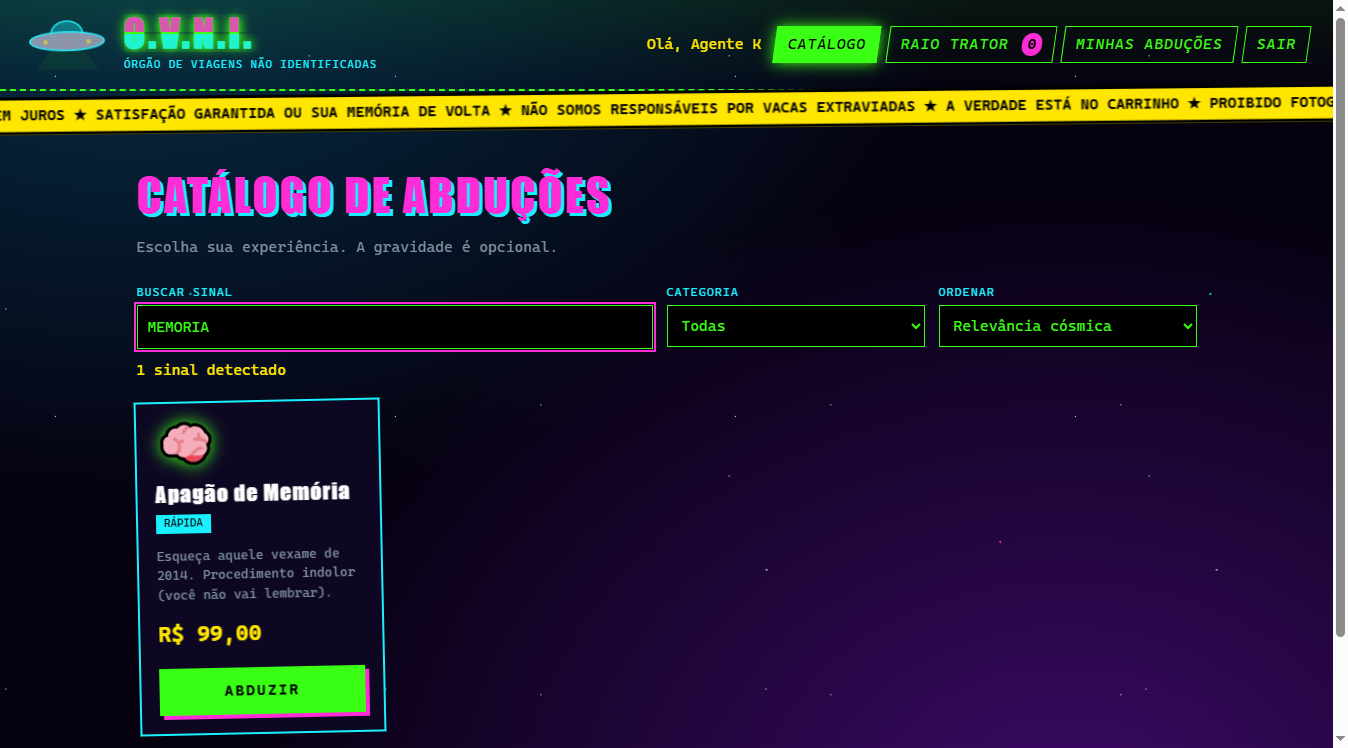 O.V.N.I.
ÓRGÃO DE VIAGENS NÃO IDENTIFICADAS
Olá, Agente K
CATÁLOGO
RAIO TRATOR 0
MINHAS ABDUÇÕES
SAIR
JUROS ★ SATISFAÇÃO GARANTIDA OU SUA MEMÓRIA DE VOLTA ★ NÃO SOMOS RESPONSÁVEIS POR VACAS EXTRAVIADAS ★ A VERDADE ESTÁ NO CARRINHO ★ PROIBIDO
CATÁLOGO DE ABDUÇÕES
Escolha sua experiência. A gravidade é opcional.
BUSCAR SINAL
CATEGORIA
ORDENAR
MEMORIA
Todas
Relevância cósmica
1 sinal detectado
Apagão de Memória
RÁPIDA
Esqueça aquele vexame de
2014. Procedimento indolor
(você não vai lembrar).
R$ 99,00
ABDUZIR